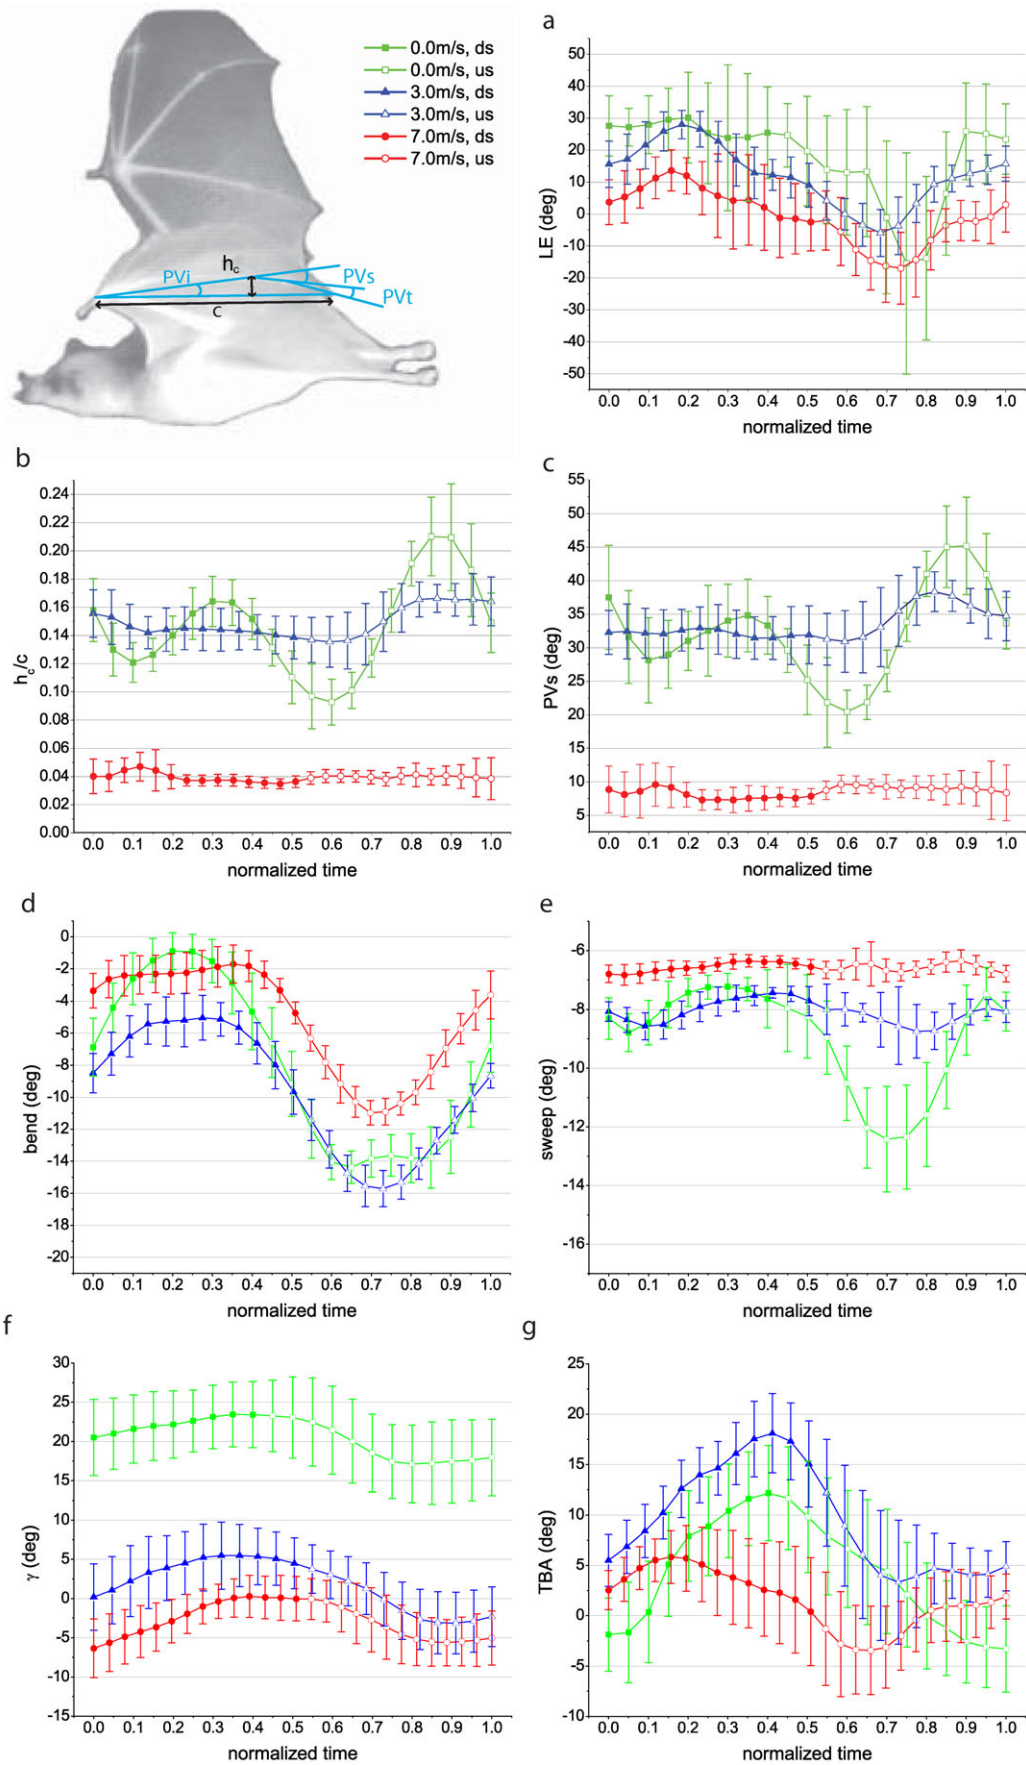 0.0m/s, ds
0.0m/s, us
3.0m/s, ds
3.0m/s, us
7.0m/s, ds
7.0m/s, us
PVi
hc
PVs
PVt
c
a
50
40
30
20
10
0
-10
-20
-30
-40
-50
LE (deg)
0.0 0.1 0.2 0.3 0.4 0.5 0.6 0.7 0.8 0.9 1.0
normalized time
b
0.24
0.22
0.20
0.18
0.16
0.14
0.12
0.10
0.08
0.06
0.04
0.02
0.00
hc/c
0.0 0.1 0.2 0.3 0.4 0.5 0.6 0.7 0.8 0.9 1.0
normalized time
c
55
50
45
40
35
30
25
20
15
10
5
PVs (deg)
0.0 0.1 0.2 0.3 0.4 0.5 0.6 0.7 0.8 0.9 1.0
normalized time
d
0
-2
-4
-6
-8
-10
-12
-14
-16
-18
-20
bend (deg)
0.0 0.1 0.2 0.3 0.4 0.5 0.6 0.7 0.8 0.9 1.0
normalized time
e
-6
-8
-10
-12
-14
-16
sweep (deg)
0.0 0.1 0.2 0.3 0.4 0.5 0.6 0.7 0.8 0.9 1.0
normalized time
f
30
25
20
15
10
5
0
-5
-10
-15
γ (deg)
0.0 0.1 0.2 0.3 0.4 0.5 0.6 0.7 0.8 0.9 1.0
normalized time
g
25
20
15
10
5
0
-5
-10
TBA (deg)
0.0 0.1 0.2 0.3 0.4 0.5 0.6 0.7 0.8 0.9 1.0
normalized time